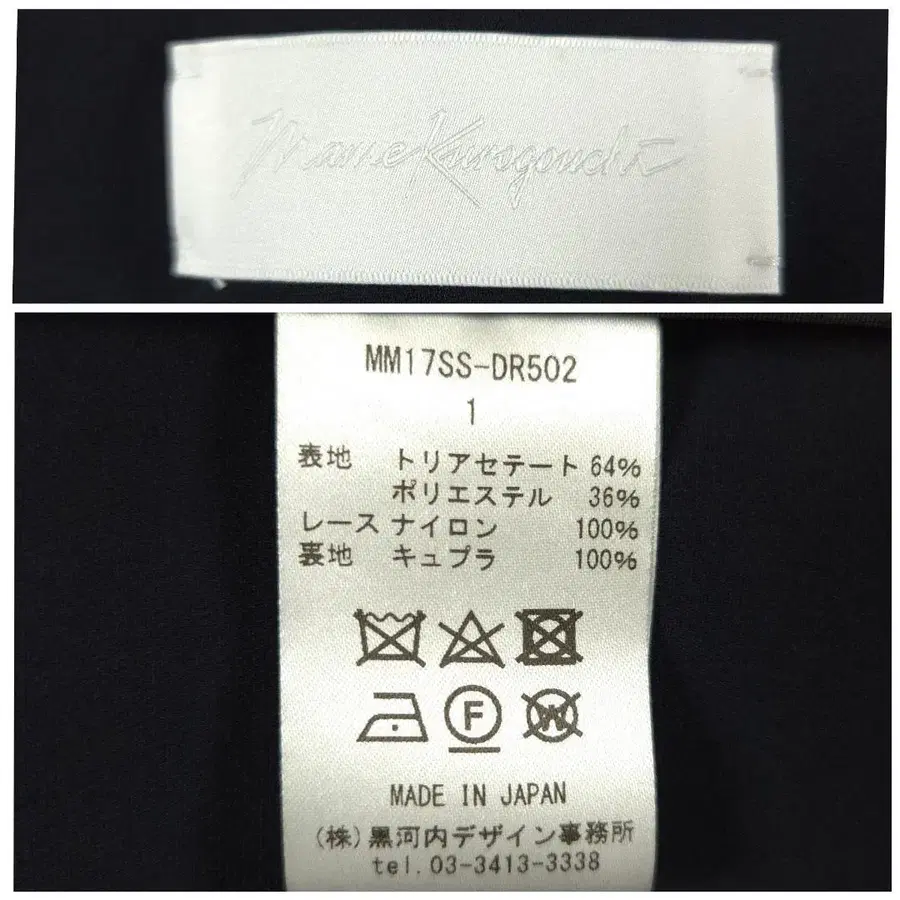 Mame Kurogouchi
MM17SS-DR502
1
表地 トリアセテート 64%
ポリエステル 36%
レース ナイロン 100%
裏地 キュプラ 100%
F W
MADE IN JAPAN
(株)黒河内デザイン事務所
tel.03-3413-3338